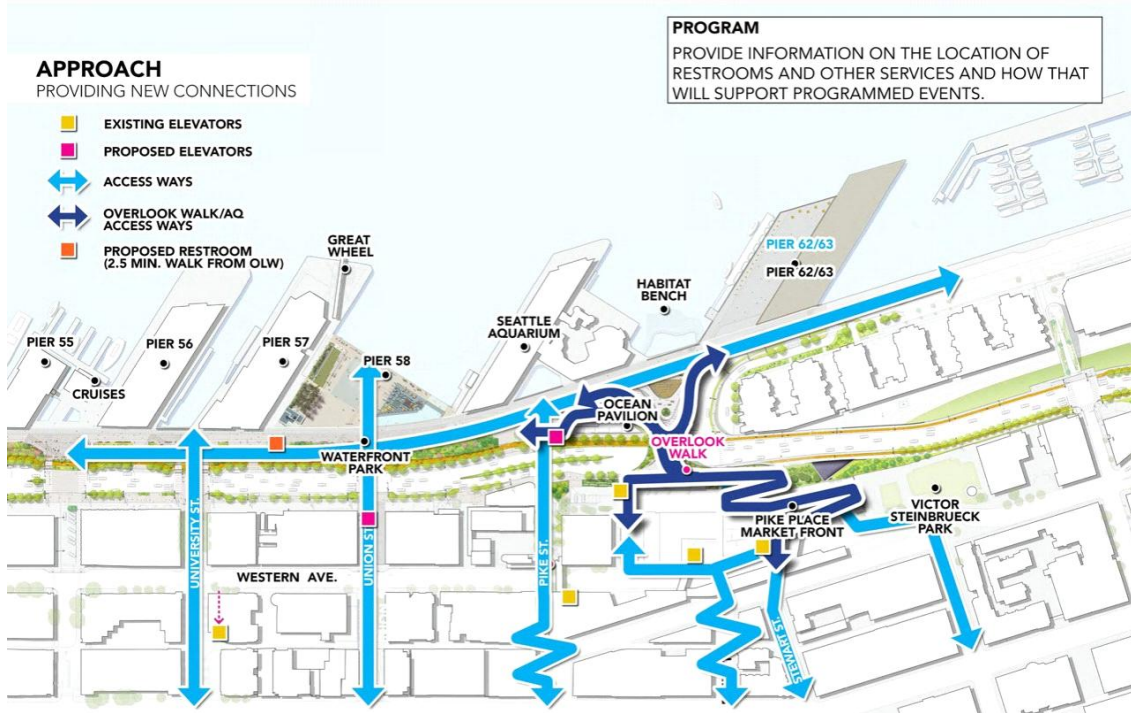 APPROACH
PROVIDING NEW CONNECTIONS
EXISTING ELEVATORS
PROPOSED ELEVATORS
ACCESS WAYS
OVERLOOK WALK/AQ
ACCESS WAYS
PROPOSED RESTROOM
(2.5 MIN. WALK FROM OLW)
PROGRAM
PROVIDE INFORMATION ON THE LOCATION OF
RESTROOMS AND OTHER SERVICES AND HOW THAT
WILL SUPPORT PROGRAMMED EVENTS.
GREAT
WHEEL
PIER 62/63
PIER 62/63
HABITAT
BENCH
SEATTLE
AQUARIUM
PIER 55
PIER 56
PIER 57
PIER 58
CRUISES
OCEAN
PAVILION
OVERLOOK
WALK
WATERFRONT
PARK
PIKE PLACE
MARKET FRONT
VICTOR
STEINBRUECK
PARK
UNIVERSITY ST.
UNION ST.
PIKE ST.
WESTERN AVE.
STEWART ST.